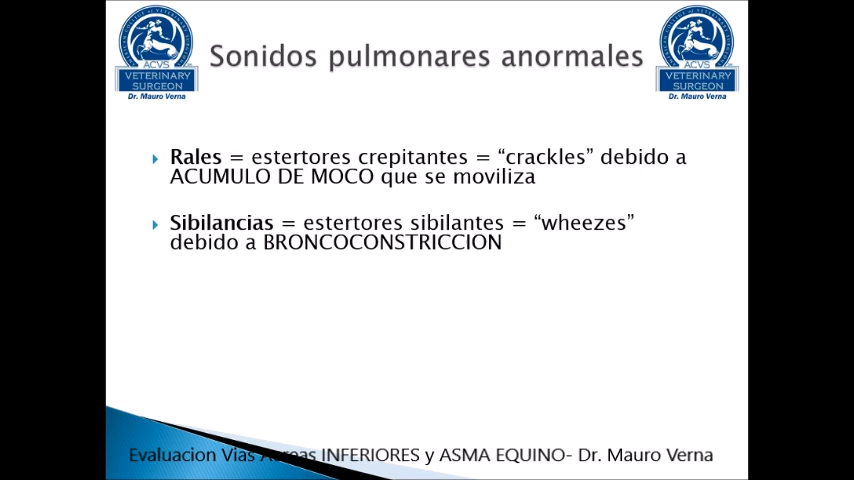 Sonidos pulmonares anormales
ACVS
VETERINARY
SURGEON
Dr. Mauro Verna
ACVS
VETERINARY
SURGEON
Dr. Mauro Verna
Rales = estertores crepitantes = “crackles” debido a
ACUMULO DE MOCO que se moviliza
Sibilancias = estertores sibilantes = “wheezes”
debido a BRONCOCONSTRICCION
Evaluacion Vias Aereas INFERIORES y ASMA EQUINO- Dr. Mauro Verna